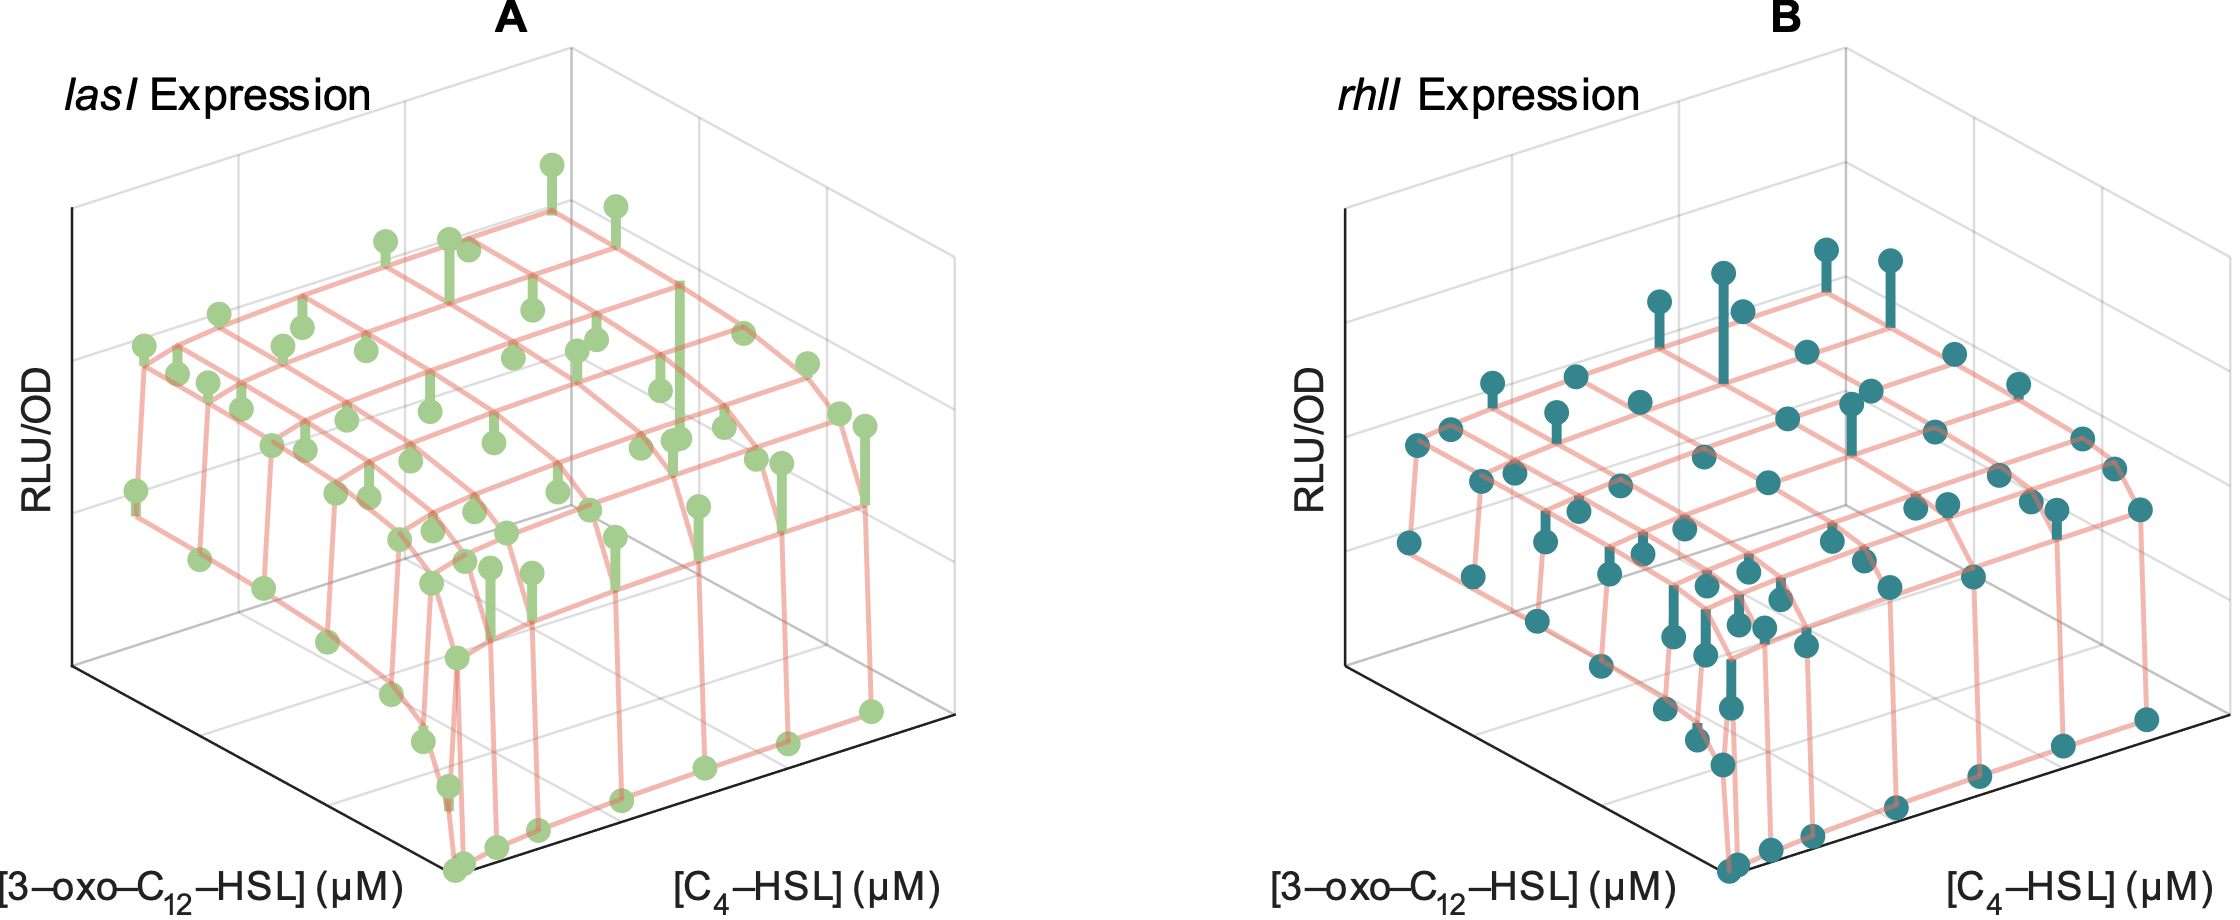 A
lasI Expression
RLU/OD
[3–oxo–C12–HSL] (μM)
[C4–HSL] (μM)
B
rhlI Expression
RLU/OD
[3–oxo–C12–HSL] (μM)
[C4–HSL] (μM)